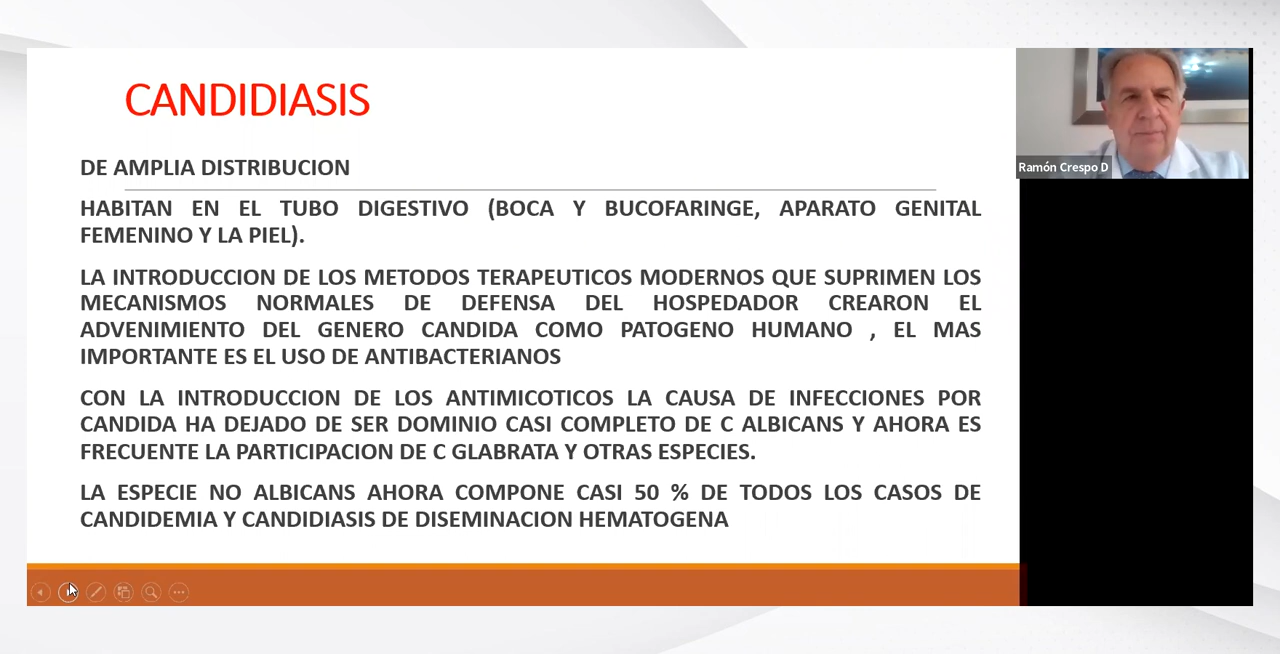 CANDIDIASIS
DE AMPLIA DISTRIBUCION
HABITAN EN EL TUBO DIGESTIVO (BOCA Y BUCOFARINGE, APARATO GENITAL
FEMENINO Y LA PIEL).
LA INTRODUCCION DE LOS METODOS TERAPEUTICOS MODERNOS QUE SUPRIMEN LOS
MECANISMOS NORMALES DE DEFENSA DEL HOSPEDADOR CREARON EL
ADVENIMIENTO DEL GENERO CANDIDA COMO PATOGENO HUMANO , EL MAS
IMPORTANTE ES EL USO DE ANTIBACTERIANOS
CON LA INTRODUCCION DE LOS ANTIMICOTICOS LA CAUSA DE INFECCIONES POR
CANDIDA HA DEJADO DE SER DOMINIO CASI COMPLETO DE C ALBICANS Y AHORA ES
FRECUENTE LA PARTICIPACION DE C GLABRATA Y OTRAS ESPECIES.
LA ESPECIE NO ALBICANS AHORA COMPONE CASI 50 % DE TODOS LOS CASOS DE
CANDIDEMIA Y CANDIDIASIS DE DISEMINACION HEMATOGENA
Ramón Crespo D